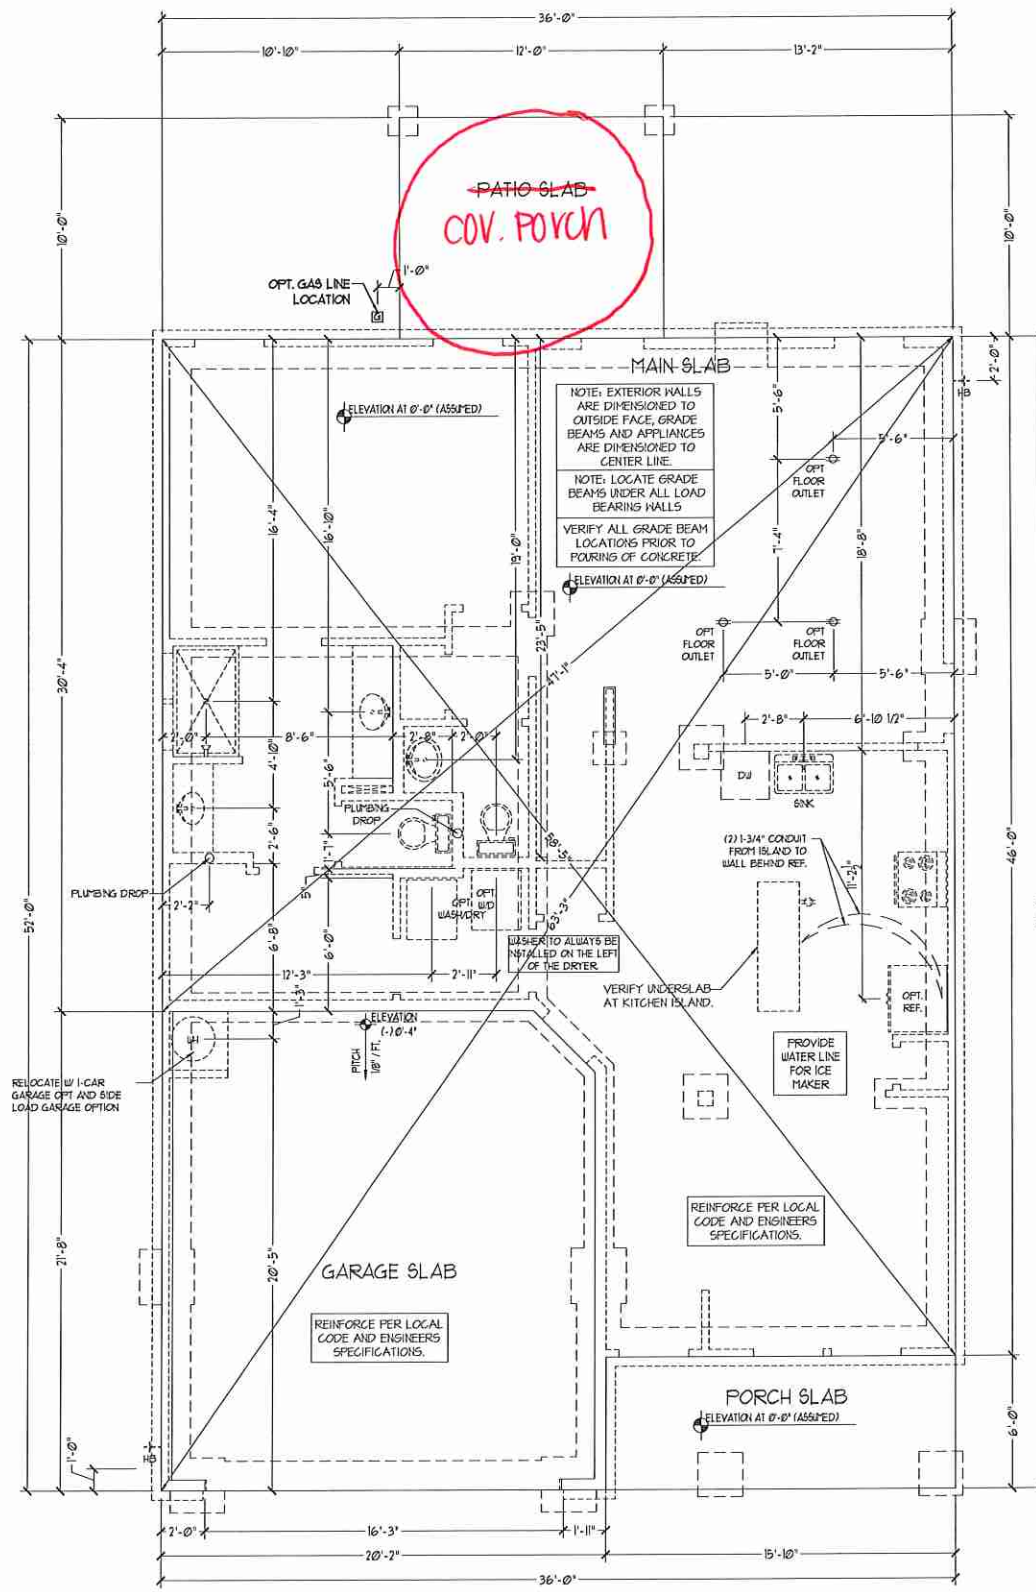 36'-0"
10'-10"
12'-0"
13'-2"
PATIO SLAB
COV. PORCH
10'-0"
10'-0"
1'-0"
OPT. GAS LINE
LOCATION
G
MAIN SLAB
2'-0"
HB
NOTE: EXTERIOR WALLS
ARE DIMENSIONED TO
OUTSIDE FACE, GRADE
BEAMS AND APPLIANCES
ARE DIMENSIONED TO
CENTER LINE.
NOTE: LOCATE GRADE
BEAMS UNDER ALL LOAD
BEARING WALLS
VERIFY ALL GRADE BEAM
LOCATIONS PRIOR TO
POURING OF CONCRETE.
ELEVATION AT 0'-0" (ASSUMED)
5'-6"
5'-6"
OPT
FLOOR
OUTLET
16'-4"
16'-10"
19'-0"
7'-4"
18'-8"
ELEVATION AT 0'-0" (ASSUMED)
23'-5"
OPT
FLOOR
OUTLET
OPT
FLOOR
OUTLET
5'-0"
5'-6"
47'-1"
30'-4"
2'-8"
6'-10 1/2"
2'-0"
8'-6"
2'-8"
2'-0"
4'-10"
5'-6"
DW
SINK
PLUMBING
DROP
2'-6"
1'-7"
58'-5"
(2) 1-3/4" CONDUIT
FROM ISLAND TO
WALL BEHIND REF.
11'-2½"
46'-0"
PLUMBING DROP
2'-2"
5"
OPT.
WASH/DRY
OPT.
W/D
63'-3"
52'-0"
6'-8"
6'-0"
WASHER TO ALWAYS BE
INSTALLED ON THE LEFT
OF THE DRYER
12'-3"
2'-11"
VERIFY UNDERSLAB
AT KITCHEN ISLAND.
OPT.
REF.
1'-3"
ELEVATION
(-) 0'-4"
PITCH
1/8" / FT.
WH
PROVIDE
WATER LINE
FOR ICE
MAKER
RELOCATE W/ 1-CAR
GARAGE OPT AND SIDE
LOAD GARAGE OPTION
REINFORCE PER LOCAL
CODE AND ENGINEERS
SPECIFICATIONS.
21'-8"
20'-5"
GARAGE SLAB
REINFORCE PER LOCAL
CODE AND ENGINEERS
SPECIFICATIONS.
PORCH SLAB
ELEVATION AT 0'-0" (ASSUMED)
6'-0"
HB
1'-0"
2'-0"
16'-3"
1'-11"
20'-2"
15'-10"
36'-0"